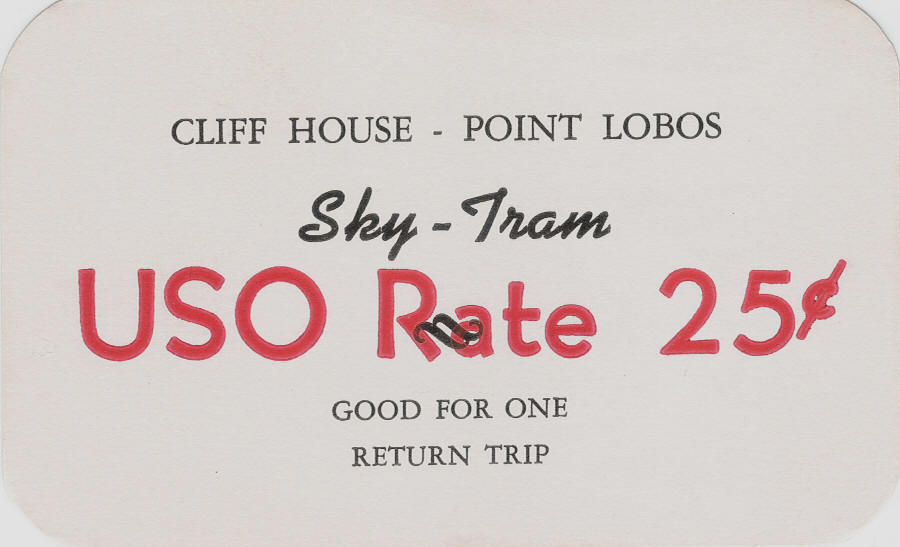 CLIFF HOUSE - POINT LOBOS
Sky-Tram
USO Rate 25¢
GOOD FOR ONE
RETURN TRIP